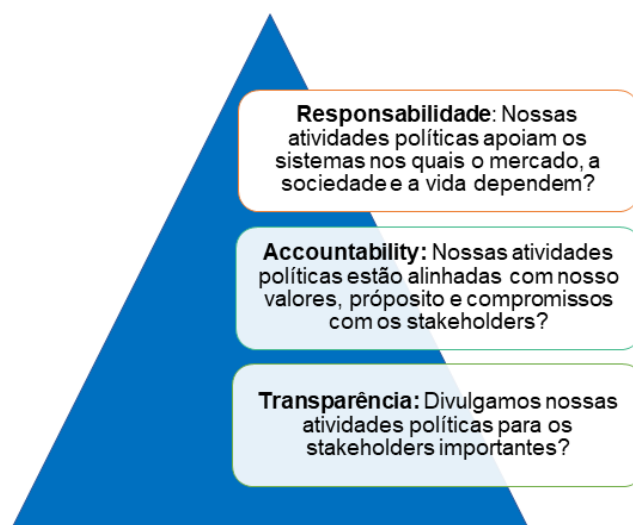 Responsabilidade: Nossas
atividades políticas apoiam os
sistemas nos quais o mercado, a
sociedade e a vida dependem?
Accountability: Nossas atividades
políticas estão alinhadas com nosso
valores, próposito e compromissos
com os stakeholders?
Transparência: Divulgamos nossas
atividades políticas para os
stakeholders importantes?